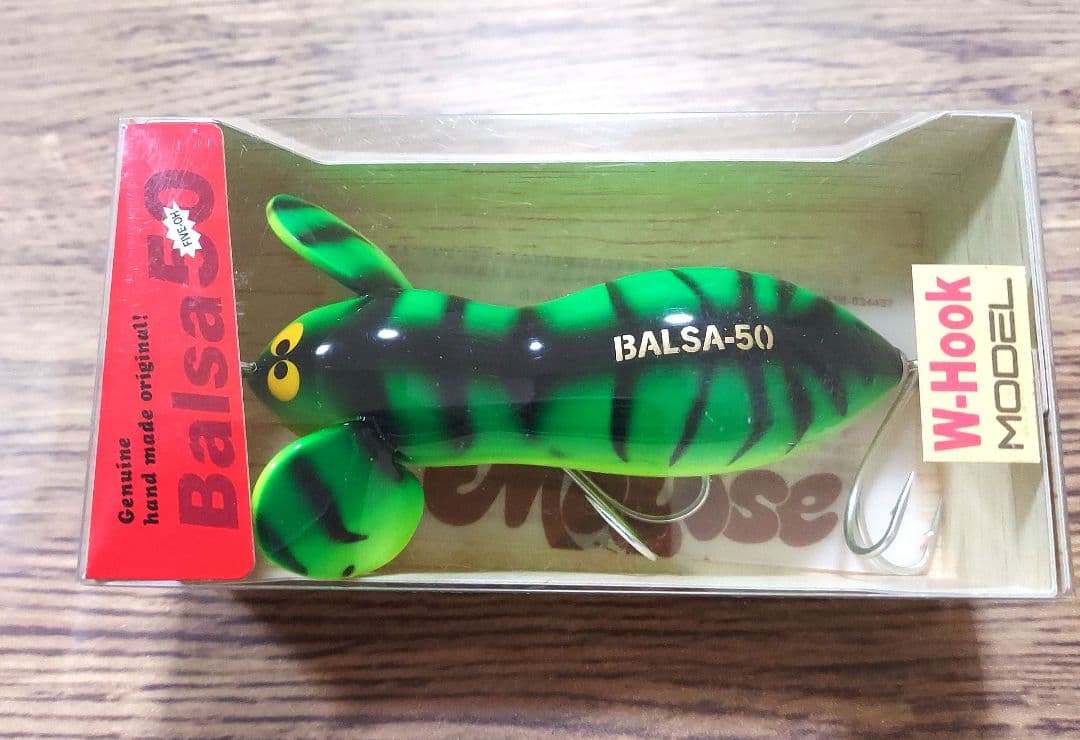 Genuine
hand made original!
Balsa50
FIVE-OH
BALSA-50
W-Hook
MODEL